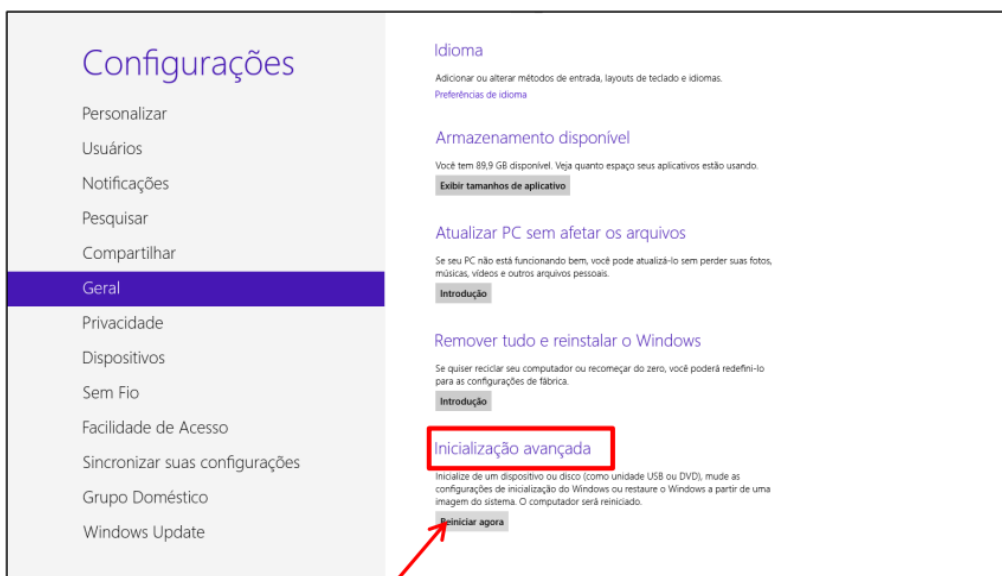 Configurações
Personalizar
Usuários
Notificações
Pesquisar
Compartilhar
Geral
Privacidade
Dispositivos
Sem Fio
Facilidade de Acesso
Sincronizar suas configurações
Grupo Doméstico
Windows Update
Idioma
Adicionar ou alterar métodos de entrada, layouts de teclado e idiomas.
Preferências de idioma
Armazenamento disponível
Você tem 89,9 GB disponível. Veja quanto espaço seus aplicativos estão usando.
Exibir tamanhos de aplicativo
Atualizar PC sem afetar os arquivos
Se seu PC não está funcionando bem, você pode atualizá-lo sem perder suas fotos,
músicas, vídeos e outros arquivos pessoais.
Introdução
Remover tudo e reinstalar o Windows
Se quiser reciclar seu computador ou recomeçar do zero, você poderá redefini-lo
para as configurações de fábrica.
Introdução
Inicialização avançada
Inicialize de um dispositivo ou disco (como unidade USB ou DVD), mude as
configurações de inicialização do Windows ou restaure o Windows a partir de uma
imagem do sistema. O computador será reiniciado.
Reiniciar agora